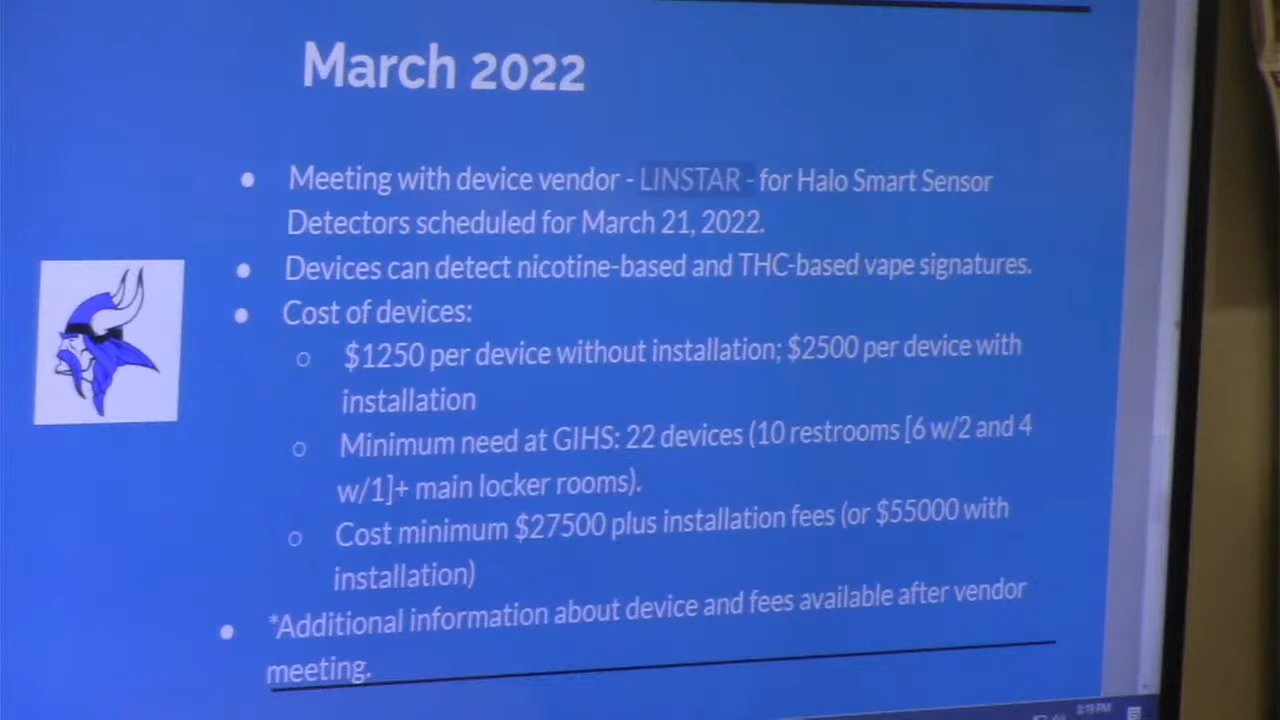 March 2022
Meeting with device vendor - LINSTAR - for Halo Smart Sensor
Detectors scheduled for March 21, 2022.
Devices can detect nicotine-based and THC-based vape signatures.
Cost of devices:
$1250 per device without installation; $2500 per device with
installation
Minimum need at GIHS: 22 devices (10 restrooms [6 w/2 and 4
w/1]+ main locker rooms).
Cost minimum $27500 plus installation fees (or $55000 with
installation)
*Additional information about device and fees available after vendor
meeting.